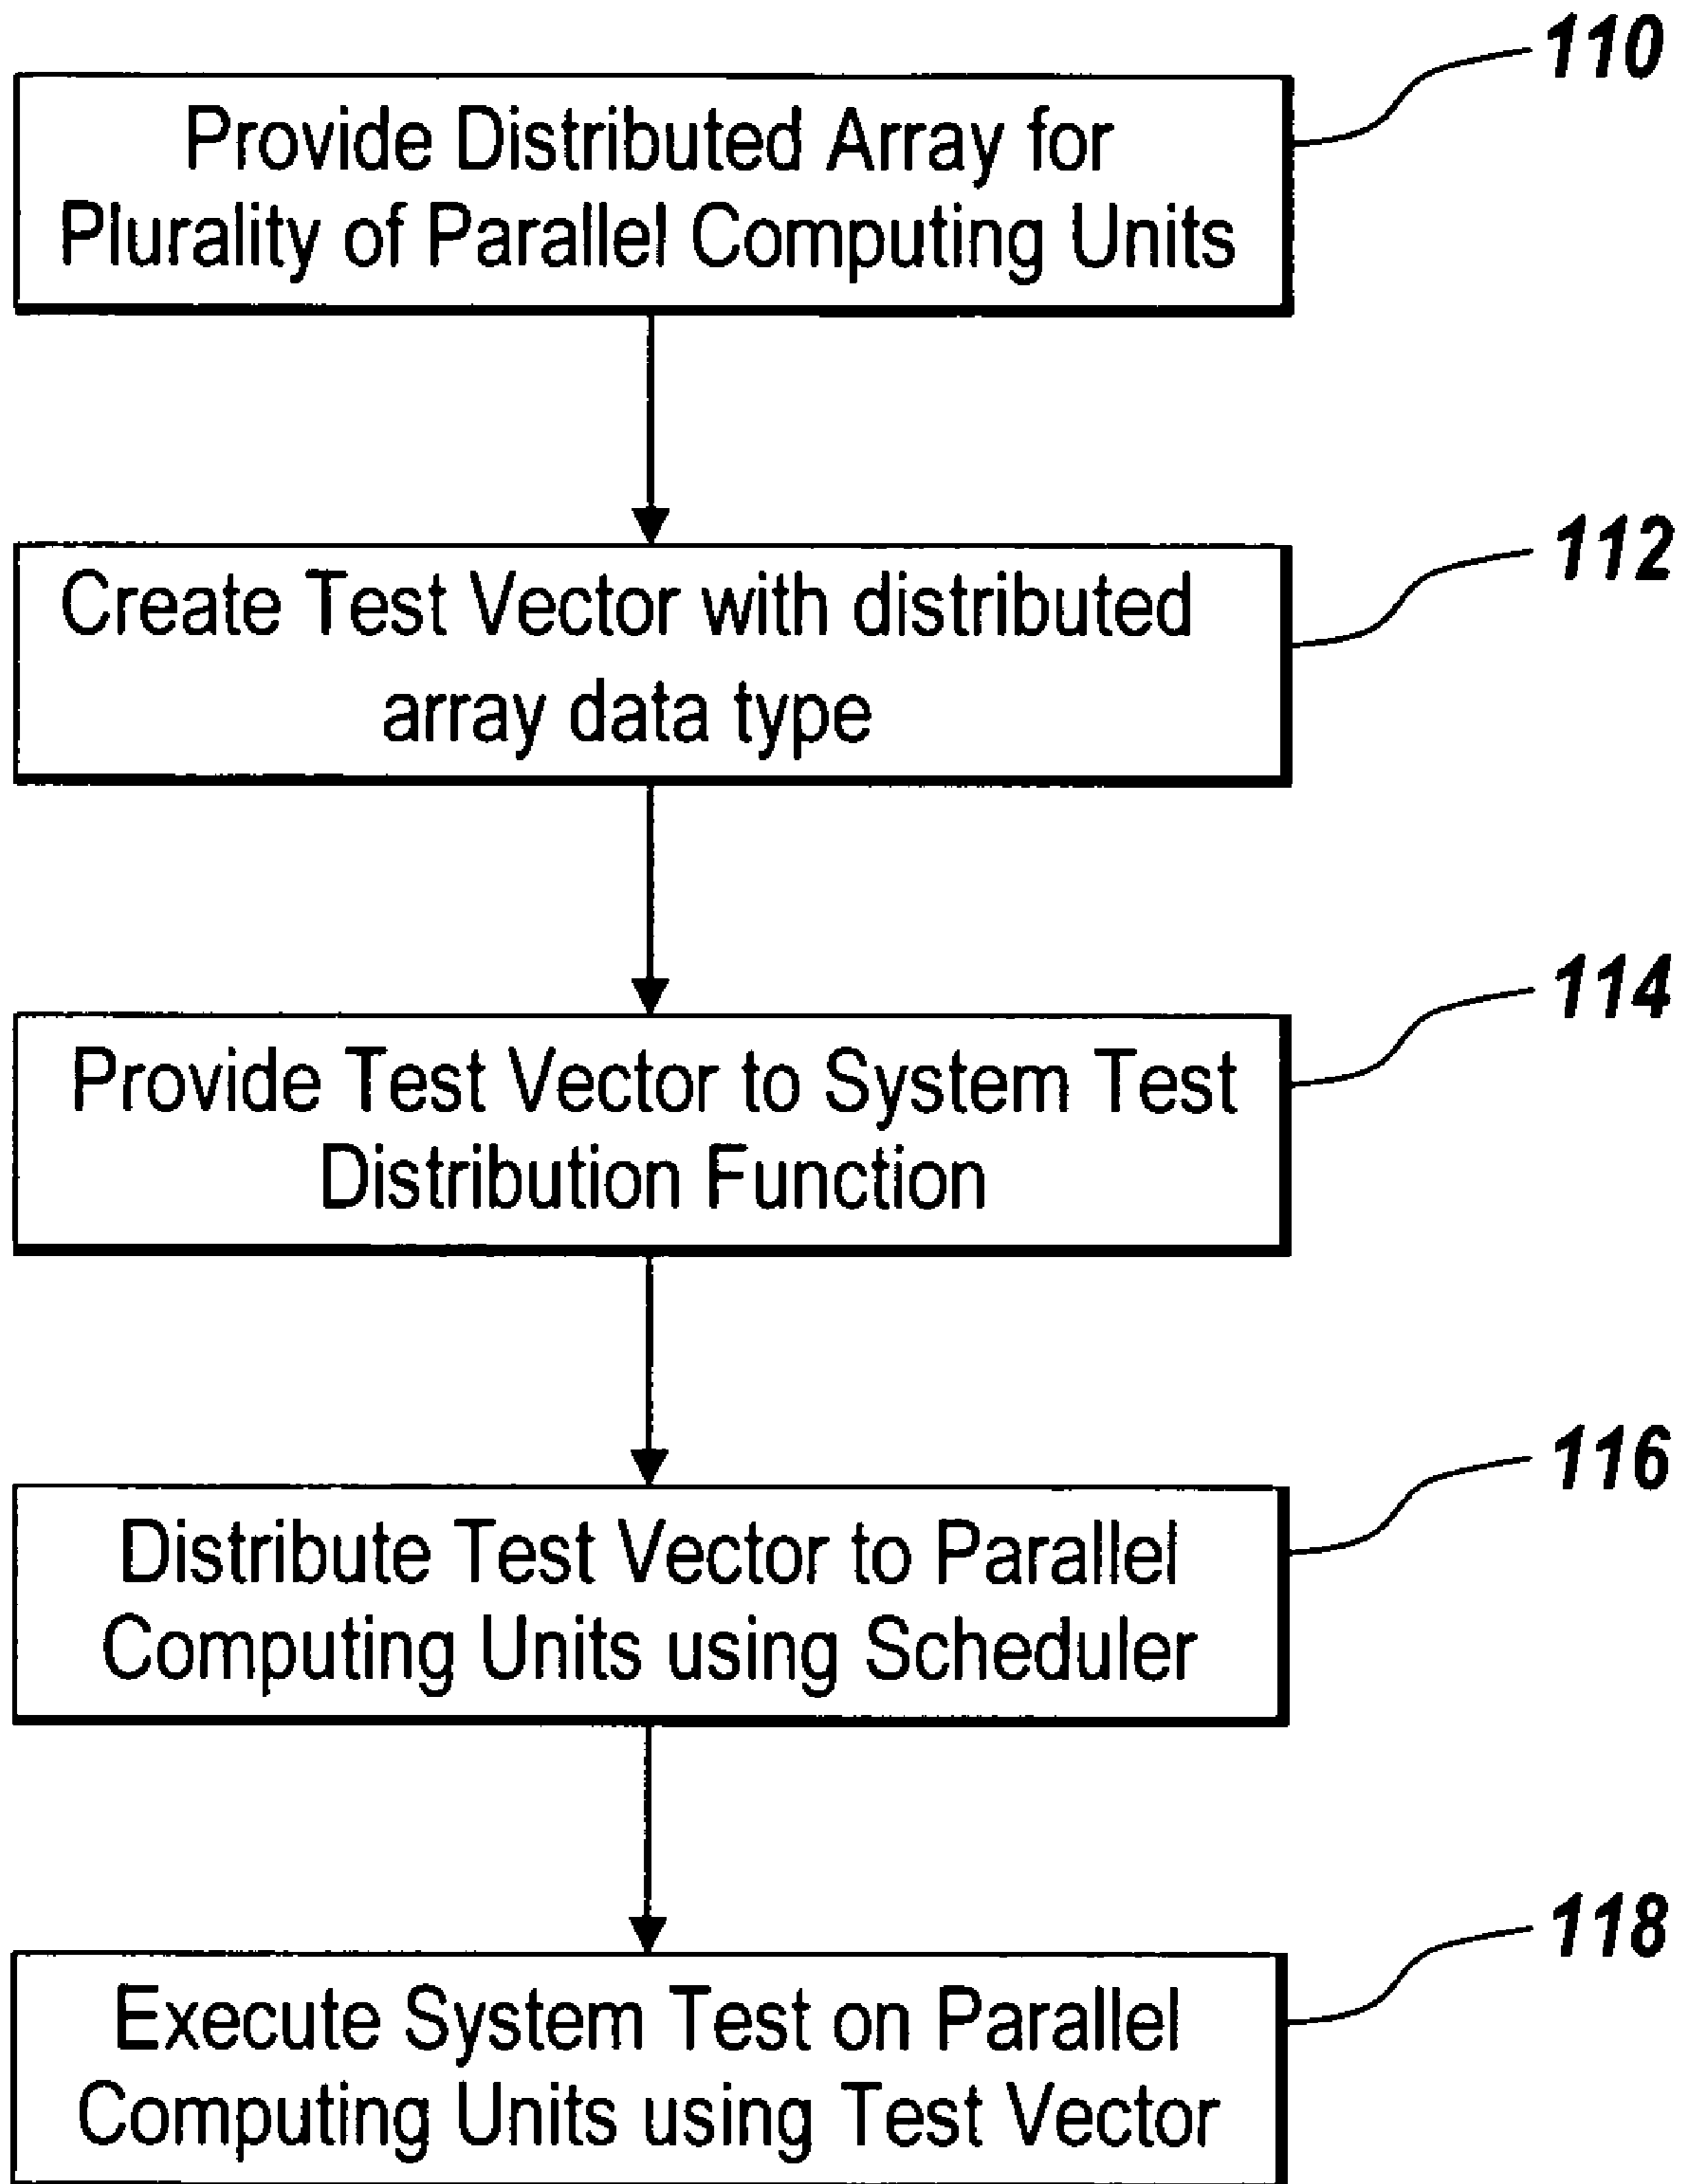 110
Provide Distributed Array for
Plurality of Parallel Computing Units
112
Create Test Vector with distributed
array data type
114
Provide Test Vector to System Test
Distribution Function
116
Distribute Test Vector to Parallel
Computing Units using Scheduler
118
Execute System Test on Parallel
Computing Units using Test Vector